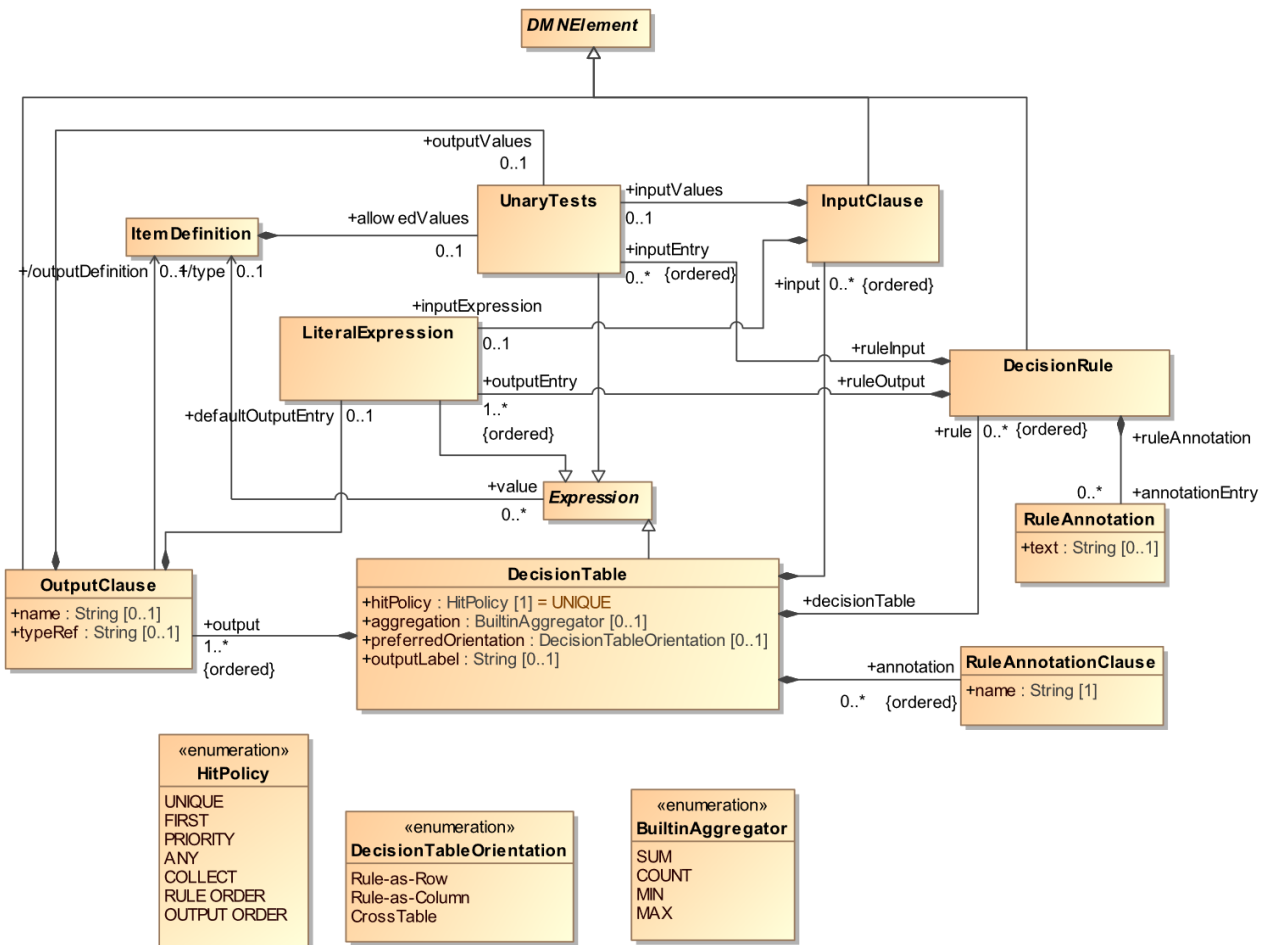 DMNElement
+outputValues
0..1
UnaryTests
+inputValues
0..1
InputClause
+allowedValues
0..1
ItemDefinition
+inputEntry
0..* {ordered}
+/outputDefinition 0..1
+/type 0..1
+input 0..* {ordered}
+inputExpression
0..1
LiteralExpression
+ruleInput
DecisionRule
+outputEntry
1..*
{ordered}
+ruleOutput
+defaultOutputEntry 0..1
+rule 0..* {ordered}
+ruleAnnotation
+value
0..*
Expression
0..* +annotationEntry
RuleAnnotation
+text : String [0..1]
OutputClause
+name : String [0..1]
+typeRef : String [0..1]
DecisionTable
+hitPolicy : HitPolicy [1] = UNIQUE
+aggregation : BuiltinAggregator [0..1]
+preferredOrientation : DecisionTableOrientation [0..1]
+outputLabel : String [0..1]
+decisionTable
+output
1..*
{ordered}
+annotation
0..* {ordered}
RuleAnnotationClause
+name : String [1]
«enumeration»
HitPolicy
UNIQUE
FIRST
PRIORITY
ANY
COLLECT
RULE ORDER
OUTPUT ORDER
«enumeration»
DecisionTableOrientation
Rule-as-Row
Rule-as-Column
CrossTable
«enumeration»
BuiltinAggregator
SUM
COUNT
MIN
MAX